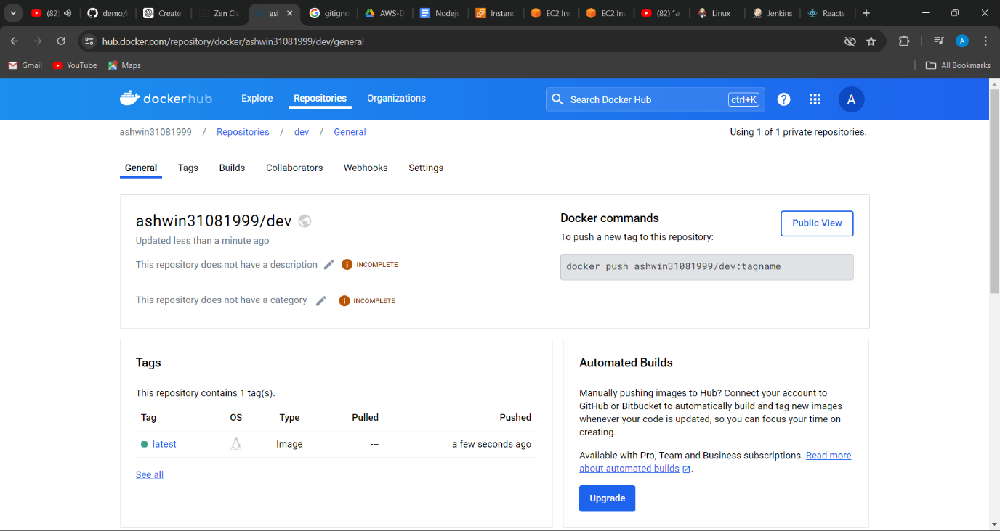 (82)
demo/i
Create
Zen Cla
asl
gitigno
AWS-D
Nodejs
Instanc
EC2 Ins
EC2 Ins
(82)
Linux
Jenkins
Reacts
hub.docker.com/repository/docker/ashwin31081999/dev/general
A
Gmail
YouTube
Maps
All Bookmarks
dockerhub
Explore
Repositories
Organizations
Search Docker Hub
ctrl+K
?
A
ashwin31081999 / Repositories / dev / General
Using 1 of 1 private repositories.
General
Tags
Builds
Collaborators
Webhooks
Settings
ashwin31081999/dev
Updated less than a minute ago
This repository does not have a description
INCOMPLETE
This repository does not have a category
INCOMPLETE
Docker commands
Public View
To push a new tag to this repository:
docker push ashwin31081999/dev:tagname
Tags
This repository contains 1 tag(s).
Tag OS Type Pulled Pushed
latest Image --- a few seconds ago
See all
Automated Builds
Manually pushing images to Hub? Connect your account to
GitHub or Bitbucket to automatically build and tag new images
whenever your code is updated, so you can focus your time on
creating.
Available with Pro, Team and Business subscriptions. Read more
about automated builds .
Upgrade